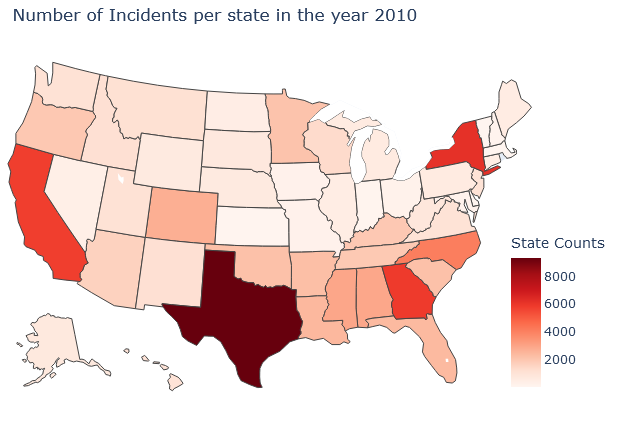 Number of Incidents per state in the year 2010
State Counts
8000
6000
4000
2000